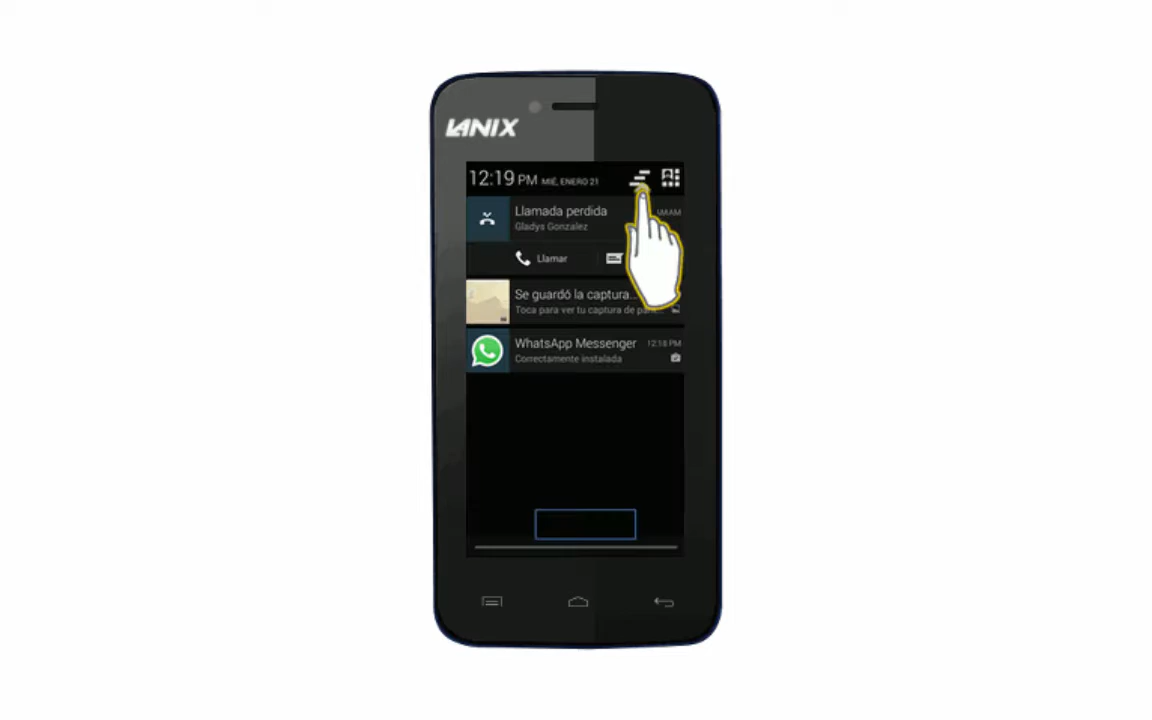 LANIX
12:19 PM MIÉ, ENERO 21
Llamada perdida
Gladys Gonzalez
Llamar
Se guardó la captura...
Toca para ver tu captura de pan...
WhatsApp Messenger 12:18 PM
Correctamente instalada